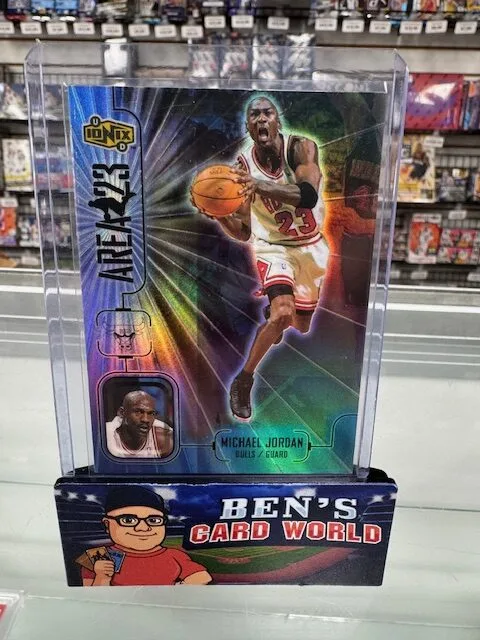 U
IONIX
D
AREA 23
23
MICHAEL JORDAN
BULLS / GUARD
BEN'S
CARD WORLD